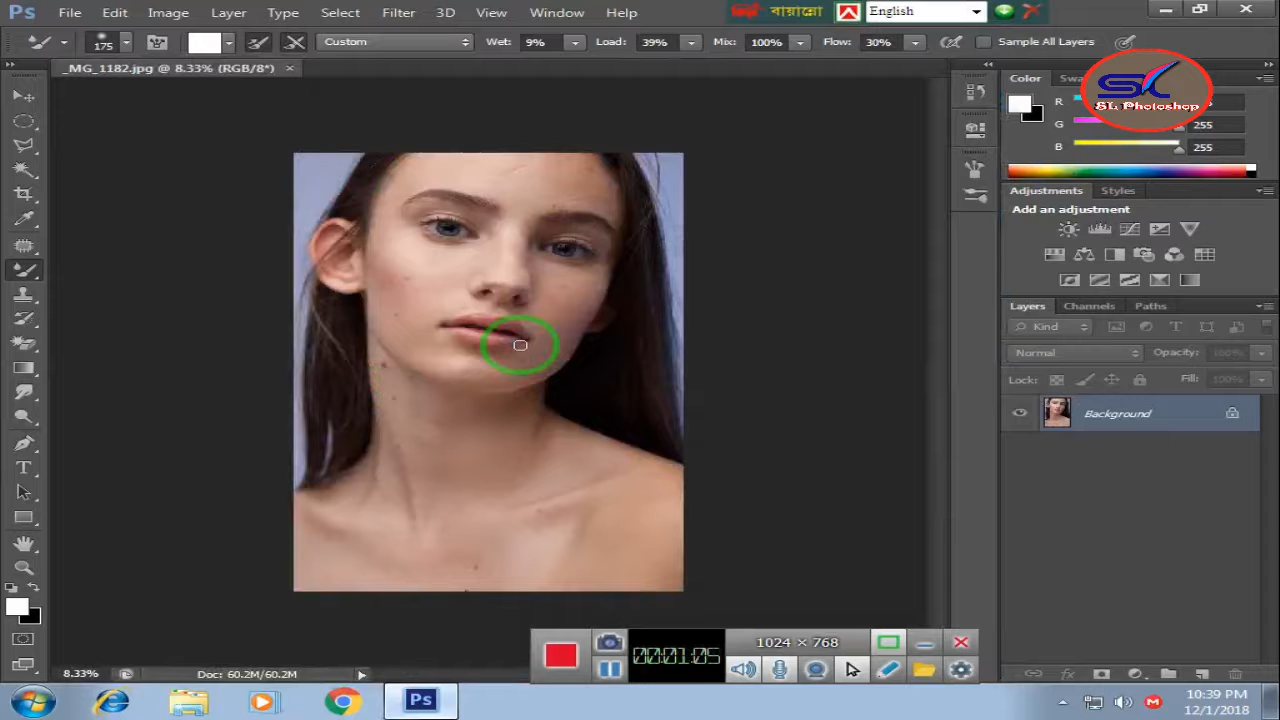 Ps File Edit Image Layer Type Select Filter 3D View Window Help বায়ান্নো English
175 Custom Wet: 9% Load: 39% Mix: 100% Flow: 30% Sample All Layers
_MG_1182.jpg @ 8.33% (RGB/8*) ×
Color
SL Photoshop
R
G 255
B 255
Adjustments Styles
Add an adjustment
Layers Channels Paths
Kind
Normal Opacity: 100%
Lock: Fill: 100%
Background
1024 × 768
00:01:05
8.33% Doc: 60.2M/60.2M
Ps
10:39 PM
12/1/2018